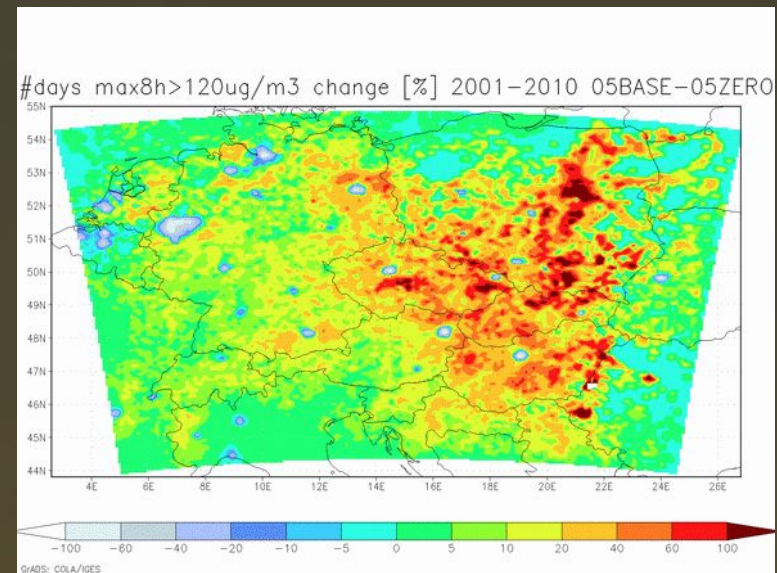 #days max8h>120ug/m3 change [%] 2001-2010 05BASE-05ZERO
55N
54N
53N
52N
51N
50N
49N
48N
47N
46N
45N
44N
4E 6E 8E 10E 12E 14E 16E 18E 20E 22E 24E 26E
-100 -60 -40 -20 -10 -5 0 5 10 20 40 60 100
GrADS: COLA/IGES